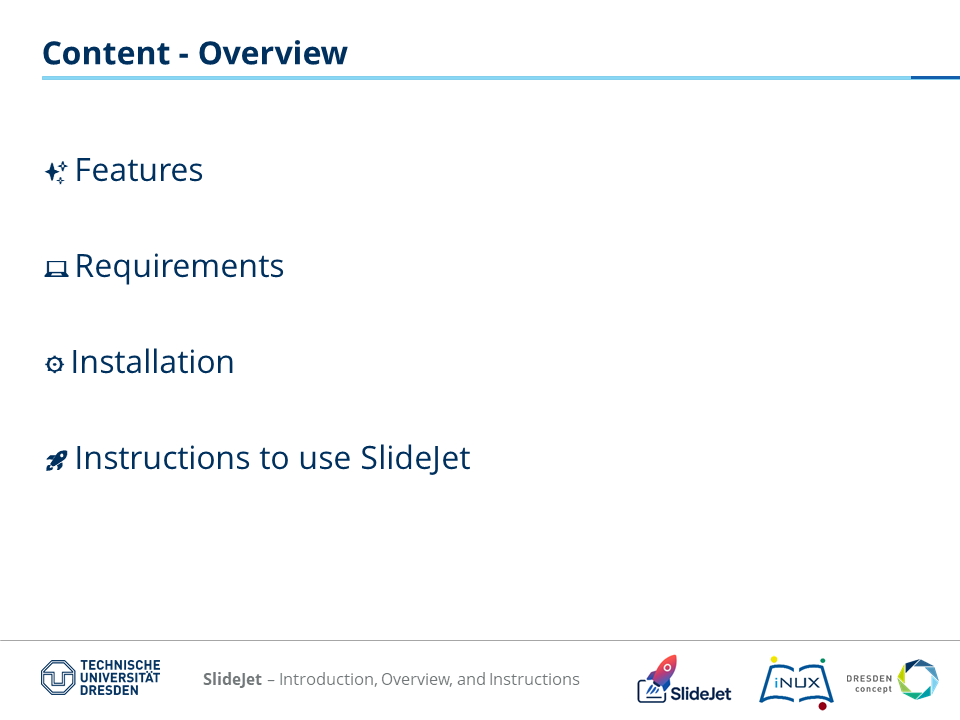 Content - Overview
Features
Requirements
Installation
Instructions to use SlideJet
TECHNISCHE
UNIVERSITÄT
DRESDEN
SlideJet – Introduction, Overview, and Instructions
SlideJet
iNUX
DRESDEN
concept